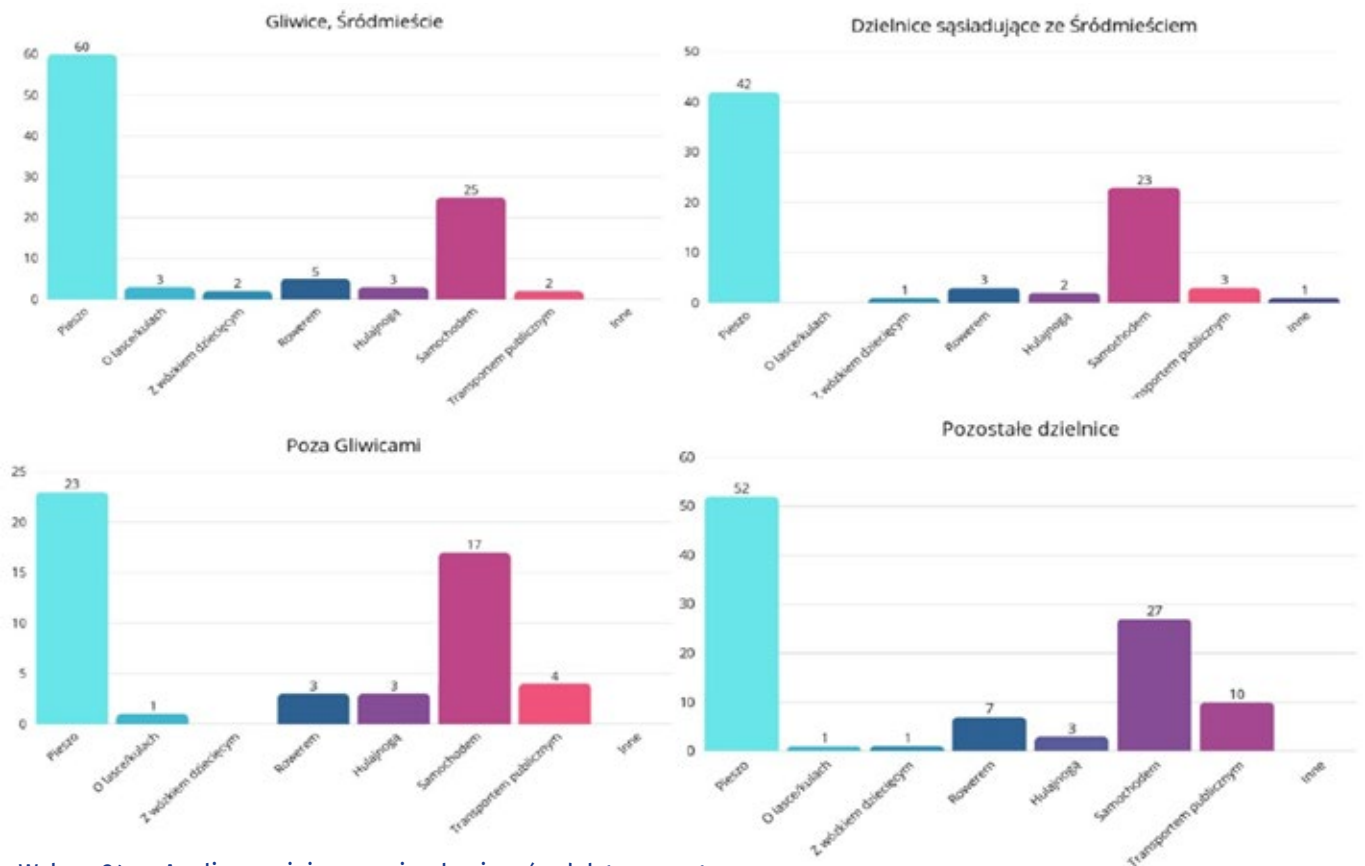 Gliwice, Śródmieście
60
50
40
30
20
10
0
60
3
2
5
3
25
2
Pieszo
O lasce/kulach
Z wózkiem dziecięcym
Rowerem
Hulajnogą
Samochodem
Transportem publicznym
Inne
Dzielnice sąsiadujące ze Śródmieściem
50
40
30
20
10
0
42
1
3
2
23
3
1
Pieszo
O lasce/kulach
Z wózkiem dziecięcym
Rowerem
Hulajnogą
Samochodem
nsportem publicznym
Inne
Poza Gliwicami
25
20
15
10
5
0
23
1
3
3
17
4
Pieszo
O lasce/kulach
Z wózkiem dziecięcym
Rowerem
Hulajnogą
Samochodem
Transportem publicznym
Inne
Pozostałe dzielnice
60
50
40
30
20
10
0
52
1
1
7
3
27
10
Pieszo
O lasce/kulach
Z wózkiem dziecięcym
Rowerem
Hulajnogą
Samochodem
Transportem publicznym
Inne